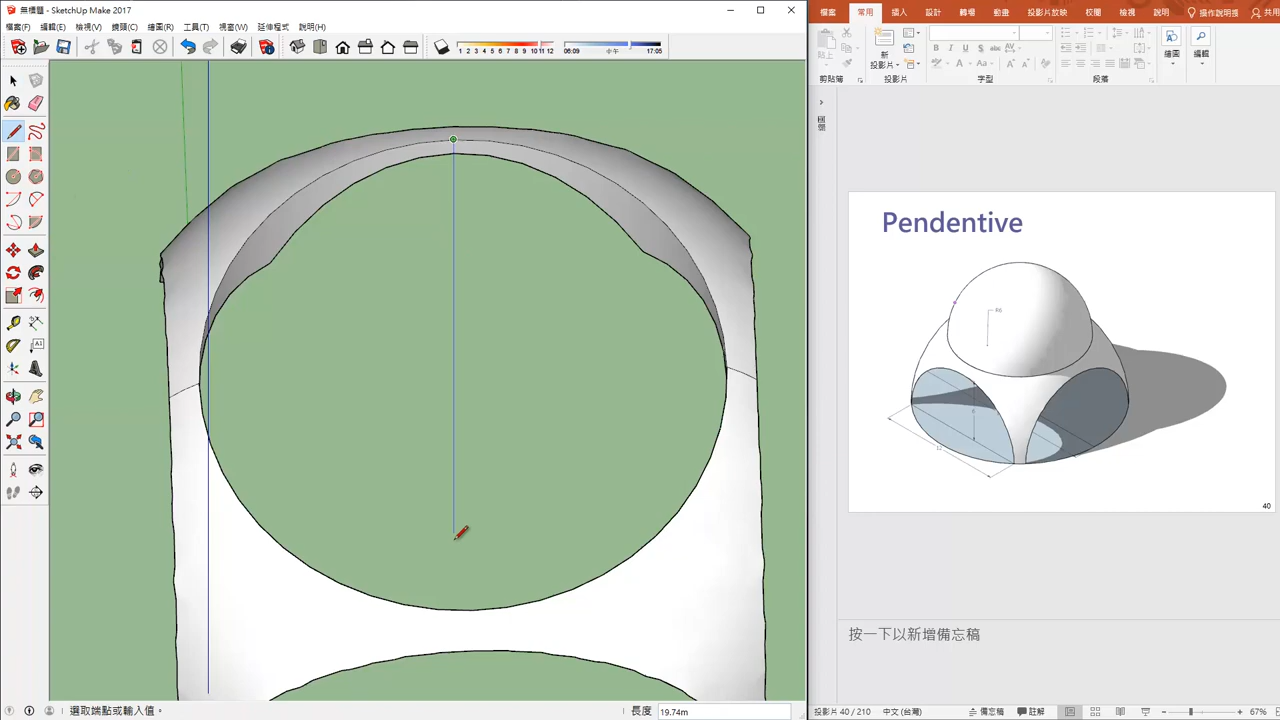 無標題 - SketchUp Make 2017
檔案(F) 編輯(E) 檢視(V) 鏡頭(C) 繪圖(R) 工具(T) 視窗(W) 延伸程式 說明(H)
1 2 3 4 5 6 7 8 9 10 11 12 06:09 中午 17:05
A1
選取端點或輸入值。
長度 19.74m
檔案 常用 插入 設計 轉場 動畫 投影片放映 校閱 檢視 說明 操作說明搜 共用
貼上
新
投影片
B I U S abc
繪圖
編輯
剪貼簿 投影片 字型 段落
Pendentive
R6
6
40
按一下以新增備忘稿
投影片 40 / 210 中文 (台灣) 備忘稿 註解 67%